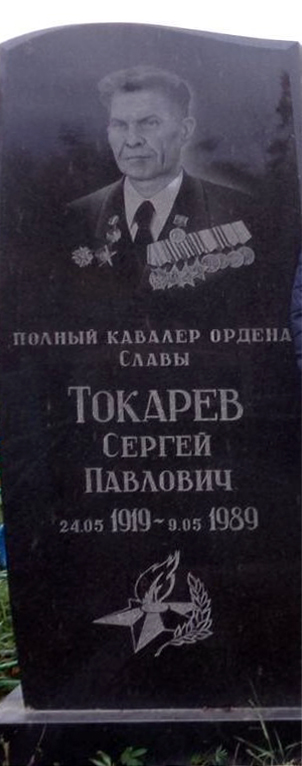 ПОЛНЫЙ КАВАЛЕР ОРДЕНА
СЛАВЫ
ТОКАРЕВ
СЕРГЕЙ
ПАВЛОВИЧ
24.05 1919~9.05 1989